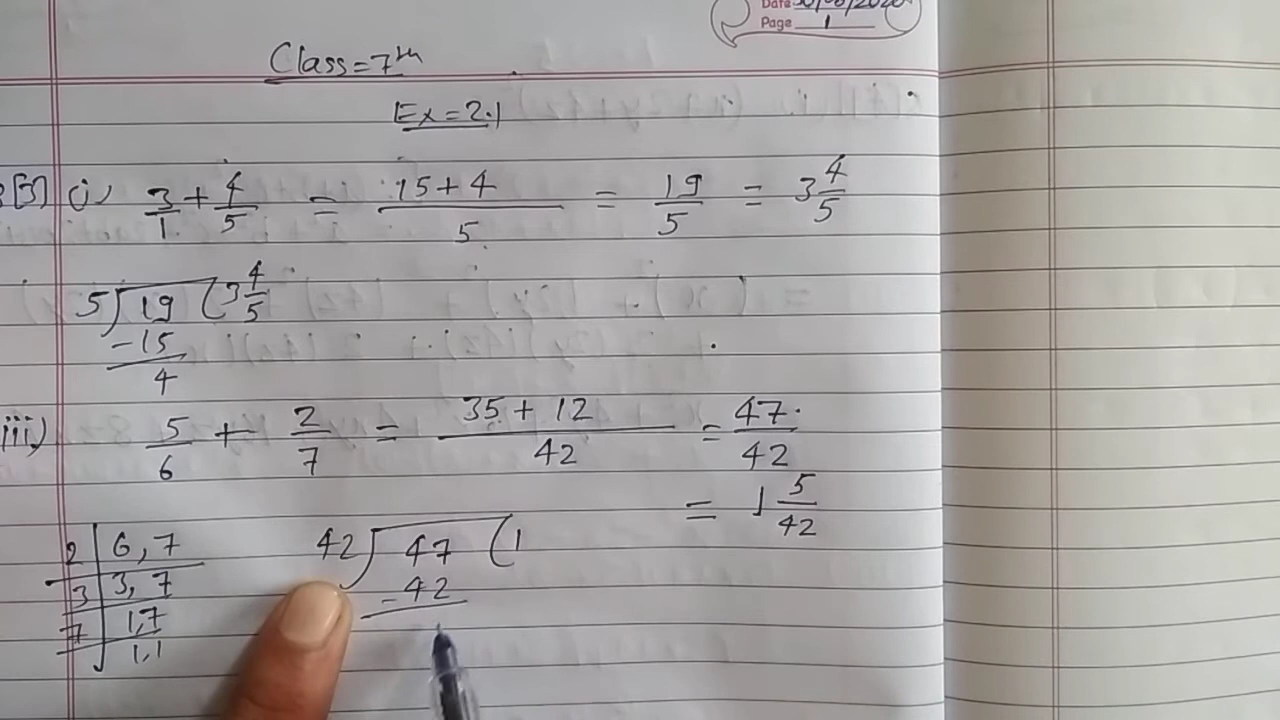 Date
Page 1
Class=7th
Ex=2.1
(i) 3/1 + 4/5 = 15+4/5 = 19/5 = 3 4/5
5)19(3 4/5
-15
4
iii) 5/6 + 2/7 = 35+12/42 = 47/42
= 1 5/42
2|6,7 42)47(1
3|3,7 -42
7|1,7
1,1